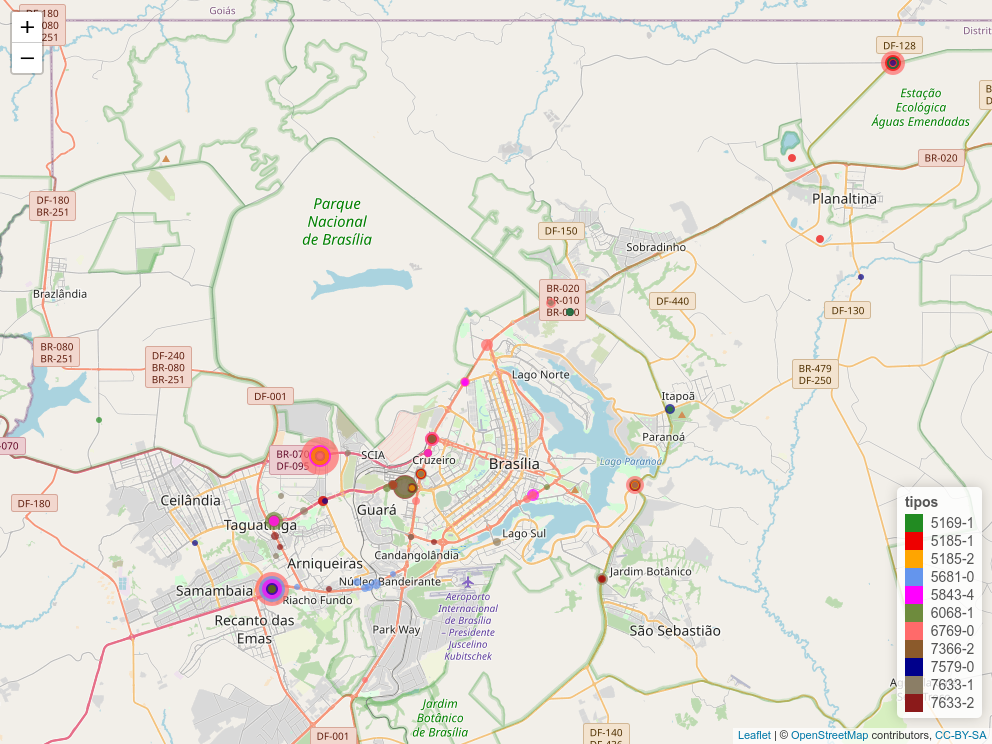 +
−
DF-180
BR-080
BR-251
Goiás
Distrit
DF-128
Estação
Ecológica
Águas Emendadas
BR-020
Planaltina
DF-180
BR-251
Parque
Nacional
de Brasília
DF-150
Sobradinho
Brazlândia
BR-020
BR-010
DF-440
DF-130
BR-080
BR-251
DF-240
BR-080
BR-251
BR-479
DF-250
DF-001
Lago Norte
Itapoã
Paranoá
-070
BR-070
DF-095
SCIA
Cruzeiro
Brasília
Lago Paranoá
DF-180
Ceilândia
Guará
Taguatinga
Lago Sul
Candangolândia
Arniqueiras
Jardim Botânico
Samambaia
Núcleo Bandeirante
Riacho Fundo
Aeroporto
Internacional
de Brasília
– Presidente
Juscelino
Kubitschek
Recanto das
Emas
Park Way
São Sebastião
Jardim
Botânico
de Brasília
DF-001
DF-140
tipos
5169-1
5185-1
5185-2
5681-0
5843-4
6068-1
6769-0
7366-2
7579-0
7633-1
7633-2
Leaflet | © OpenStreetMap contributors, CC-BY-SA